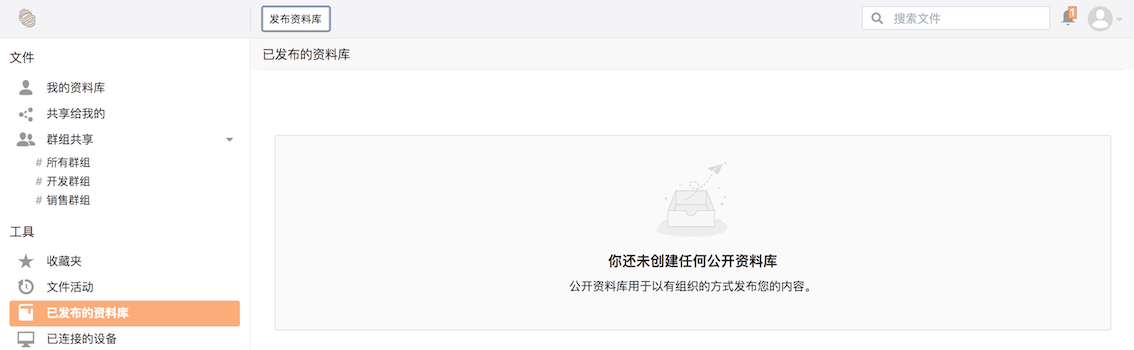 发布资料库
搜索文件
1
文件
我的资料库
共享给我的
群组共享
# 所有群组
# 开发群组
# 销售群组
工具
收藏夹
文件活动
已发布的资料库
已连接的设备
已发布的资料库
你还未创建任何公开资料库
公开资料库用于以有组织的方式发布您的内容。